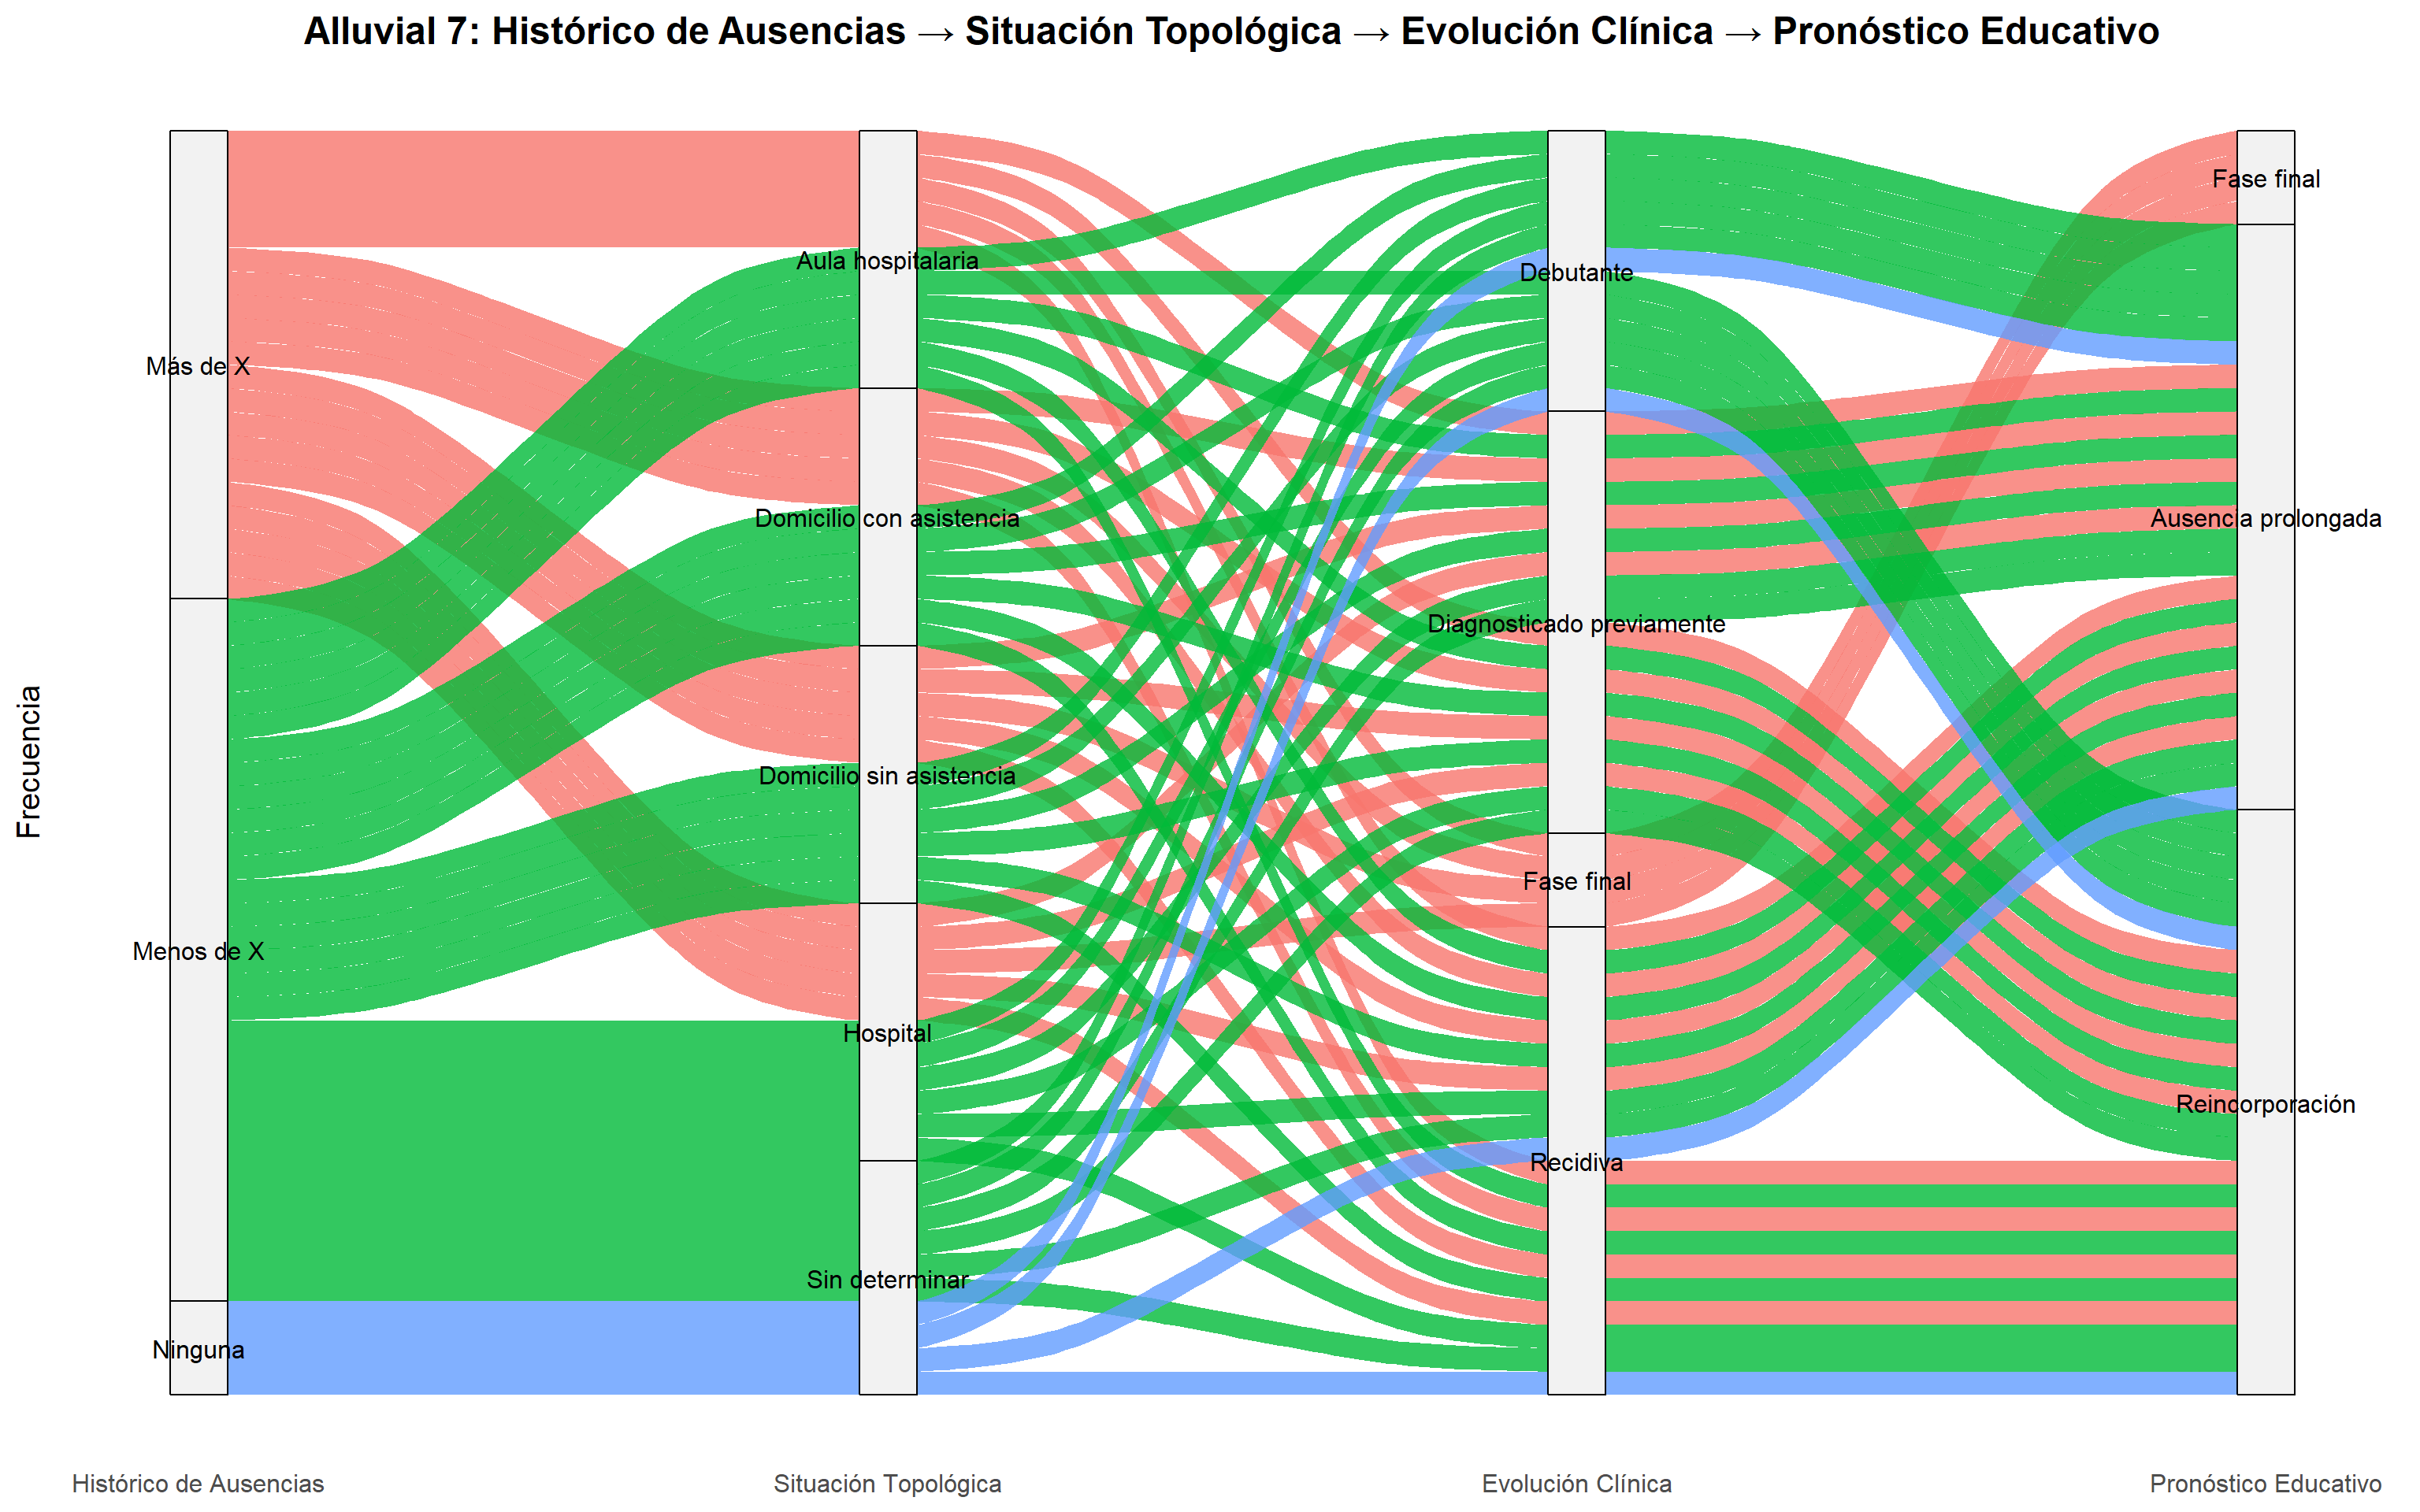 Alluvial 7: Histórico de Ausencias → Situación Topológica → Evolución Clínica → Pronóstico Educativo
Frecuencia
Más de X
Menos de X
Ninguna
Aula hospitalaria
Domicilio con asistencia
Domicilio sin asistencia
Hospital
Sin determinar
Debutante
Diagnosticado previamente
Fase final
Recidiva
Fase final
Ausencia prolongada
Reincorporación
Histórico de Ausencias
Situación Topológica
Evolución Clínica
Pronóstico Educativo